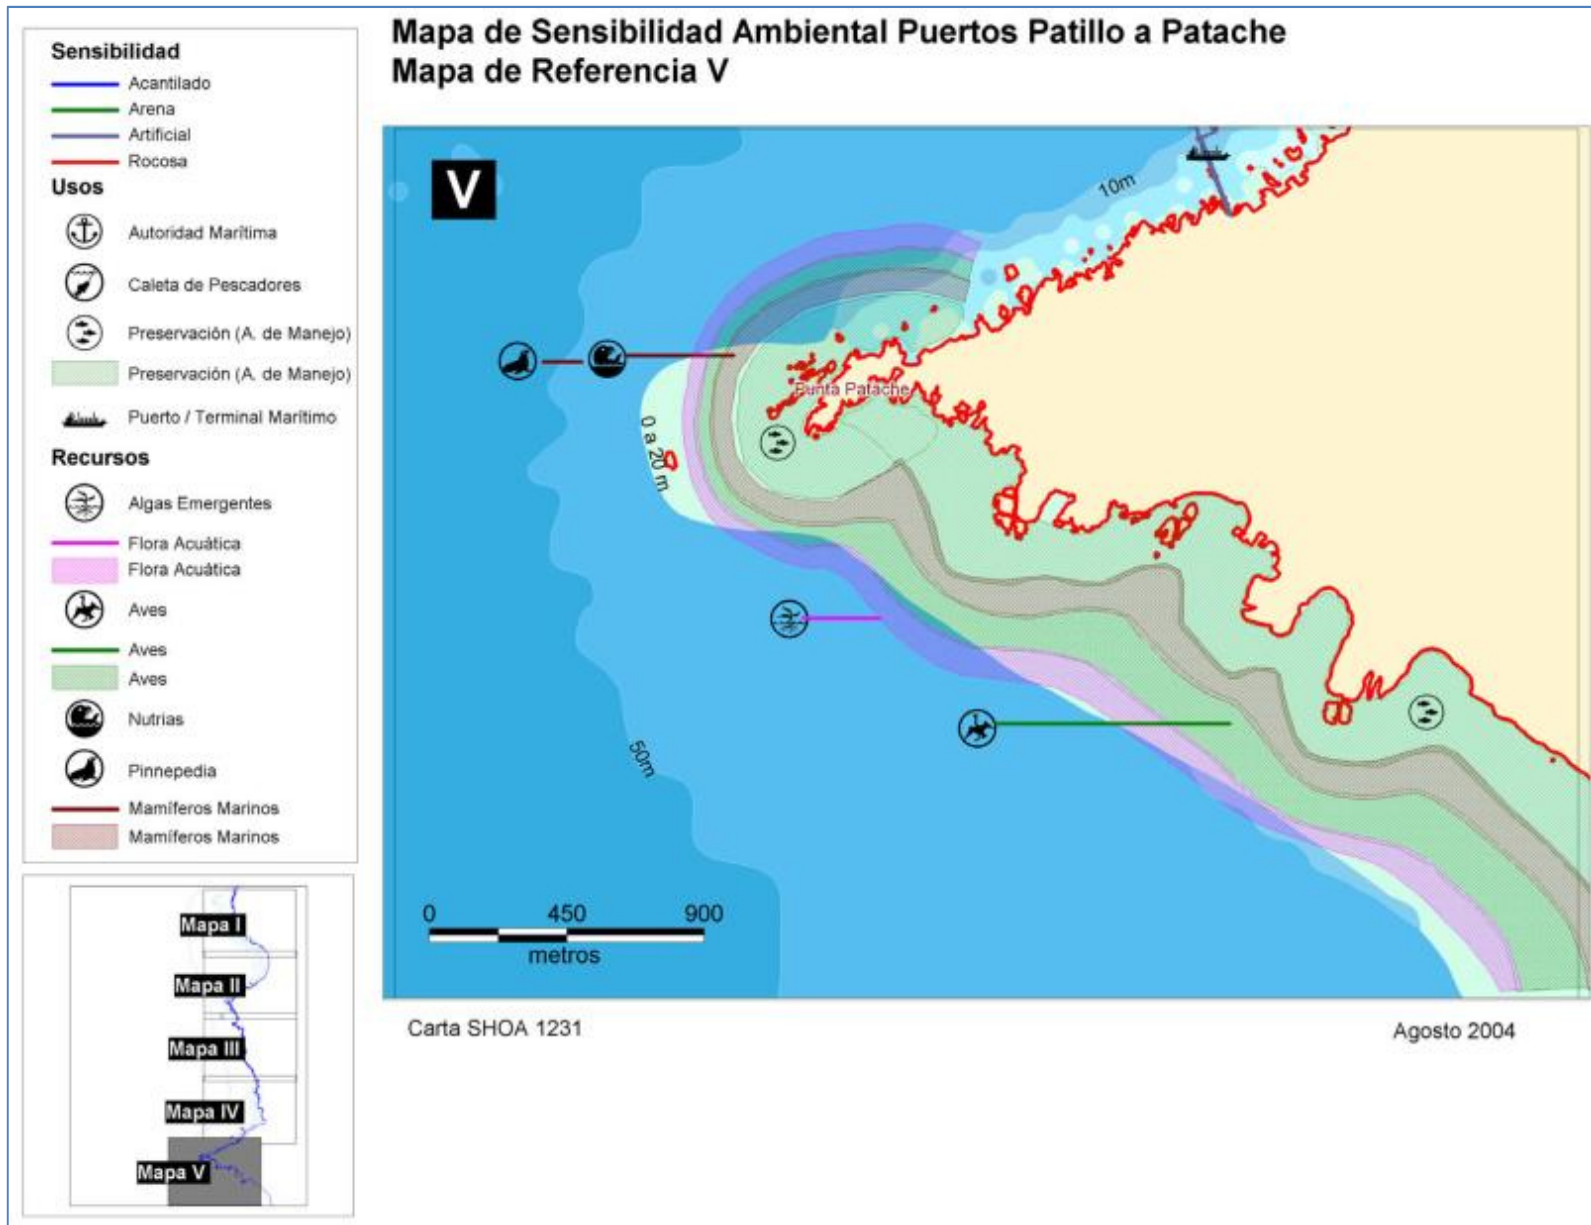 Mapa de Sensibilidad Ambiental Puertos Patillo a Patache
Mapa de Referencia V
Sensibilidad
Acantilado
Arena
Artificial
Rocosa
Usos
Autoridad Marítima
Caleta de Pescadores
Preservación (A. de Manejo)
Preservación (A. de Manejo)
Puerto / Terminal Marítimo
Recursos
Algas Emergentes
Flora Acuática
Flora Acuática
Aves
Aves
Aves
Nutrias
Pinnepedia
Mamíferos Marinos
Mamíferos Marinos
Mapa I
Mapa II
Mapa III
Mapa IV
Mapa V
V
10m
Punta Patache
0 a 20 m
50m
0 450 900
metros
Carta SHOA 1231
Agosto 2004